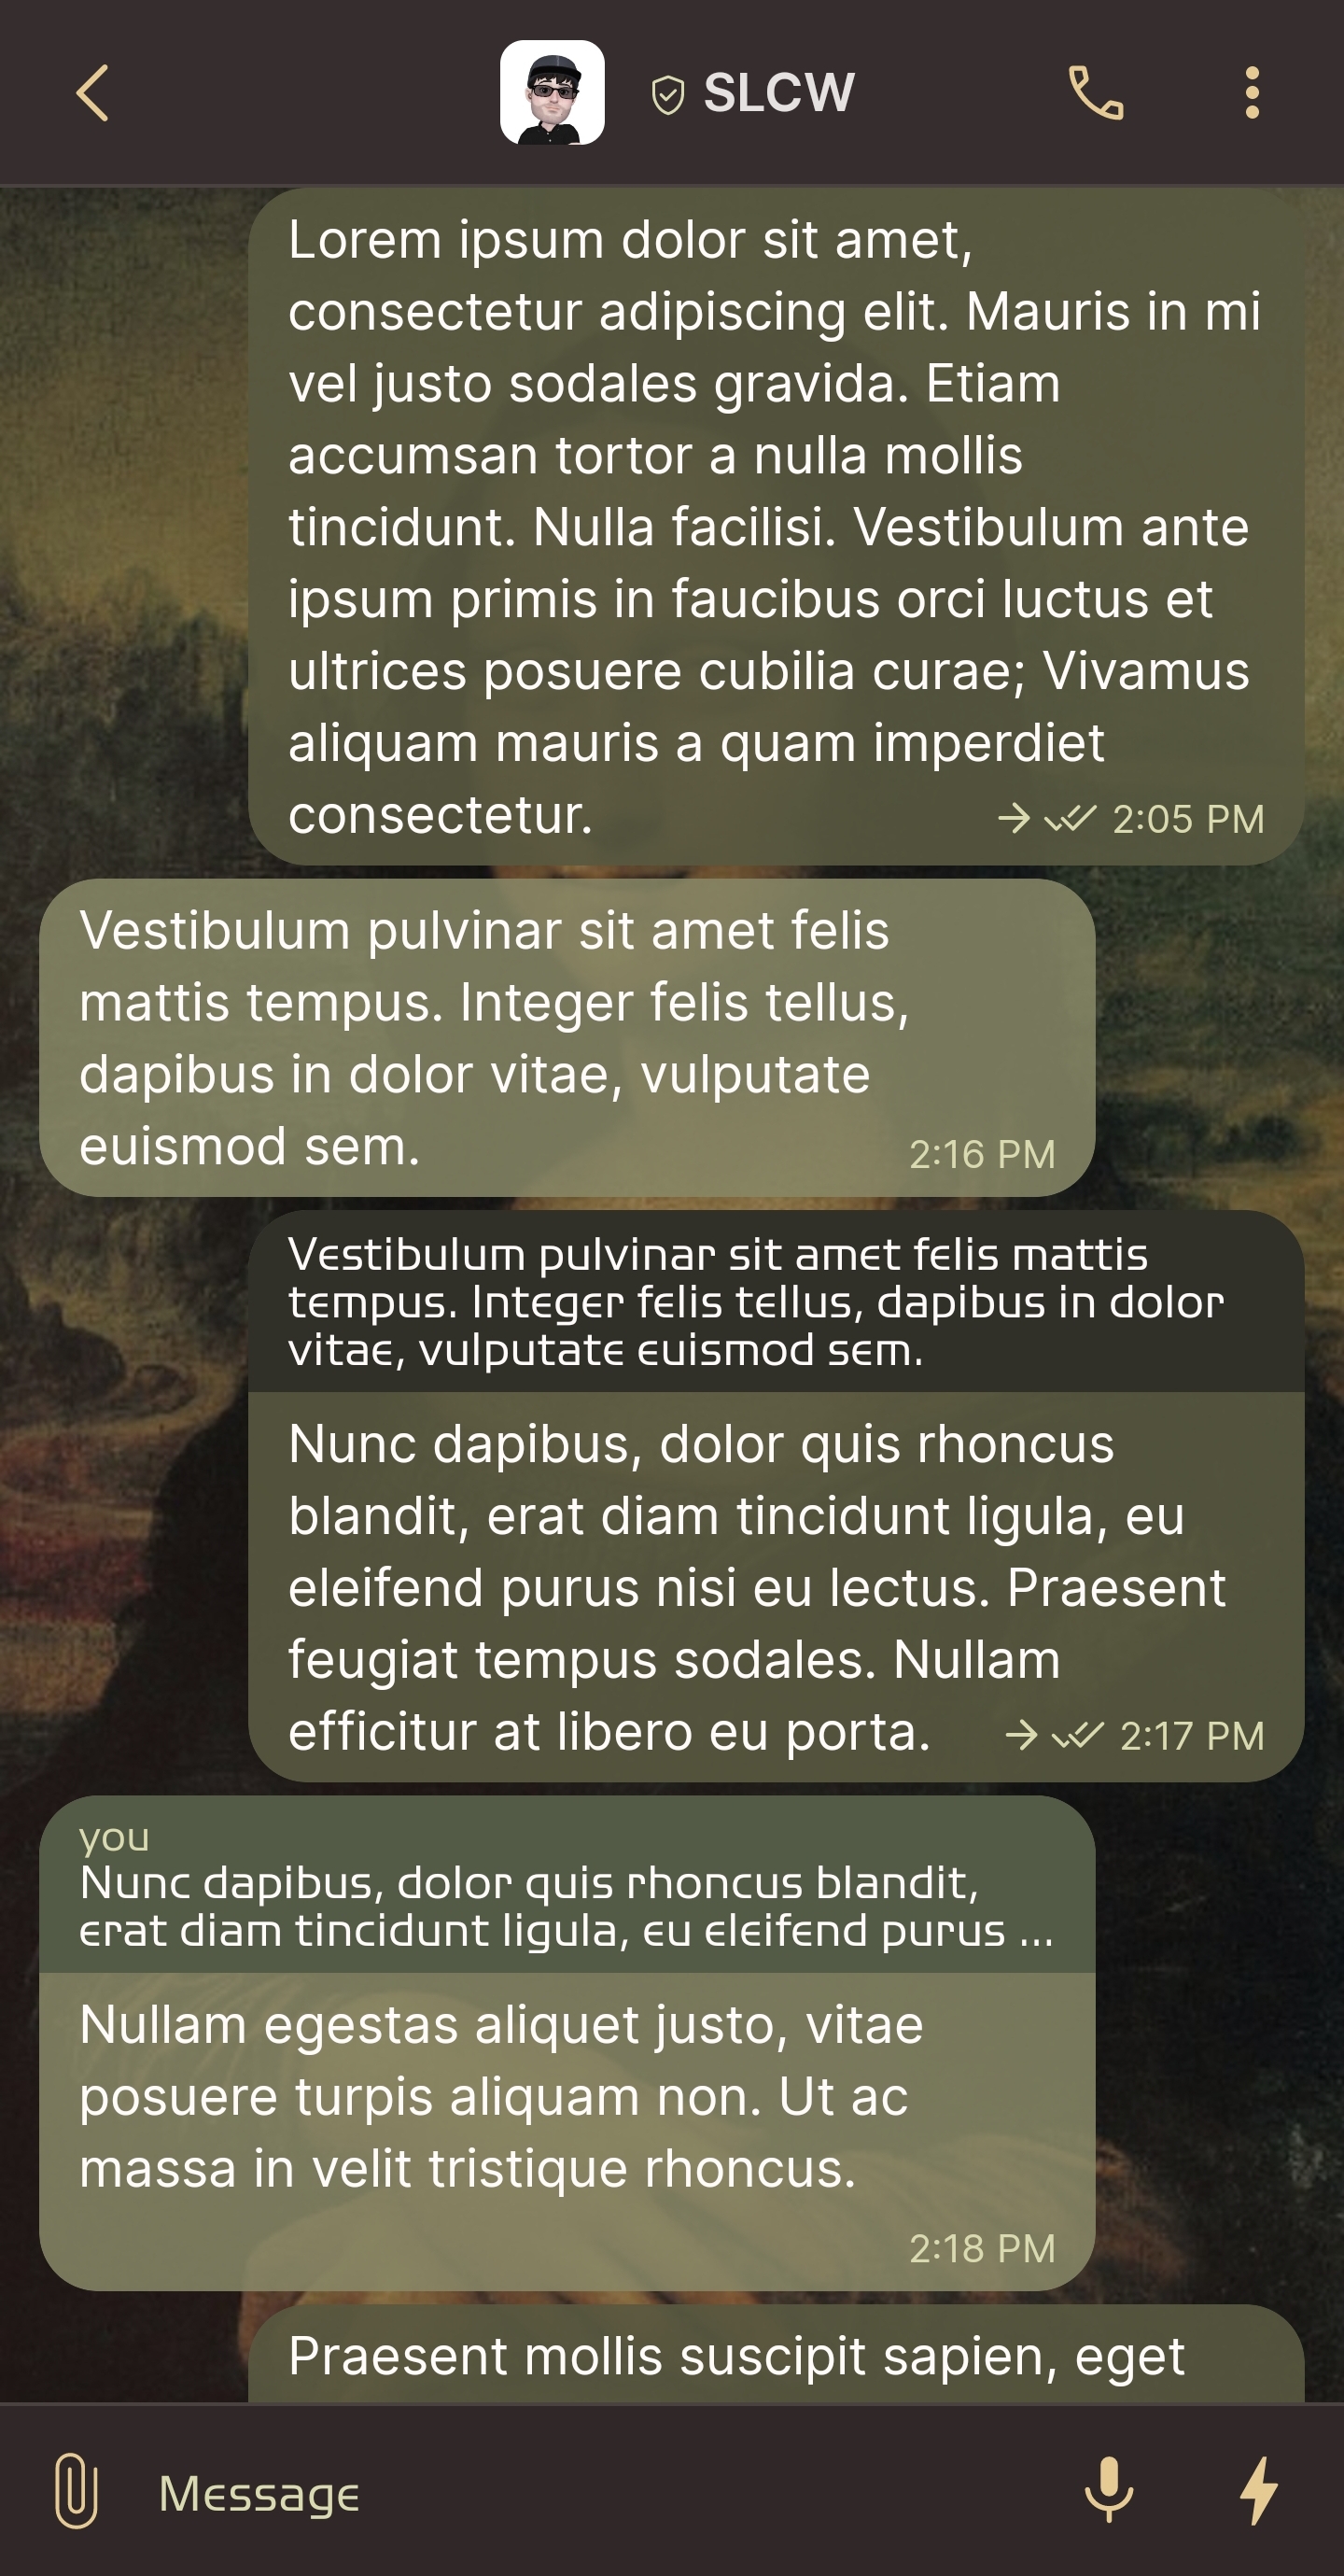 SLCW
Lorem ipsum dolor sit amet,
consectetur adipiscing elit. Mauris in mi
vel justo sodales gravida. Etiam
accumsan tortor a nulla mollis
tincidunt. Nulla facilisi. Vestibulum ante
ipsum primis in faucibus orci luctus et
ultrices posuere cubilia curae; Vivamus
aliquam mauris a quam imperdiet
consectetur. 2:05 PM
Vestibulum pulvinar sit amet felis
mattis tempus. Integer felis tellus,
dapibus in dolor vitae, vulputate
euismod sem. 2:16 PM
Vestibulum pulvinar sit amet felis mattis
tempus. Integer felis tellus, dapibus in dolor
vitae, vulputate euismod sem.
Nunc dapibus, dolor quis rhoncus
blandit, erat diam tincidunt ligula, eu
eleifend purus nisi eu lectus. Praesent
feugiat tempus sodales. Nullam
efficitur at libero eu porta. 2:17 PM
you
Nunc dapibus, dolor quis rhoncus blandit,
erat diam tincidunt ligula, eu eleifend purus ...
Nullam egestas aliquet justo, vitae
posuere turpis aliquam non. Ut ac
massa in velit tristique rhoncus.
2:18 PM
Praesent mollis suscipit sapien, eget
Message